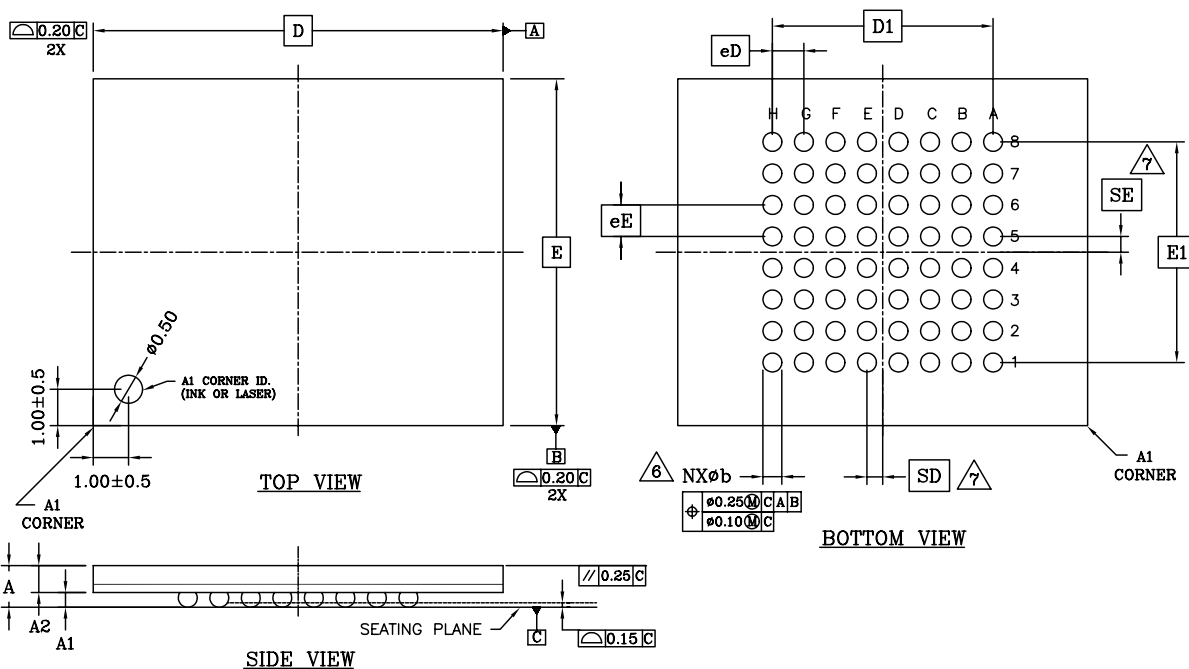 ⌓ 0.20 C
2X
D
A
E
ø0.50
A1 CORNER ID.
(INK OR LASER)
1.00±0.5
1.00±0.5
B
⌓ 0.20 C
2X
TOP VIEW
A1
CORNER
D1
eD
H G F E D C B A
8
7
6
5
4
3
2
1
7
SE
eE
E1
6 NXøb
⌖ ø0.25 Ⓜ C A B
ø0.10 Ⓜ C
SD 7
A1
CORNER
BOTTOM VIEW
A
A2
A1
// 0.25 C
SEATING PLANE
C
⌓ 0.15 C
SIDE VIEW